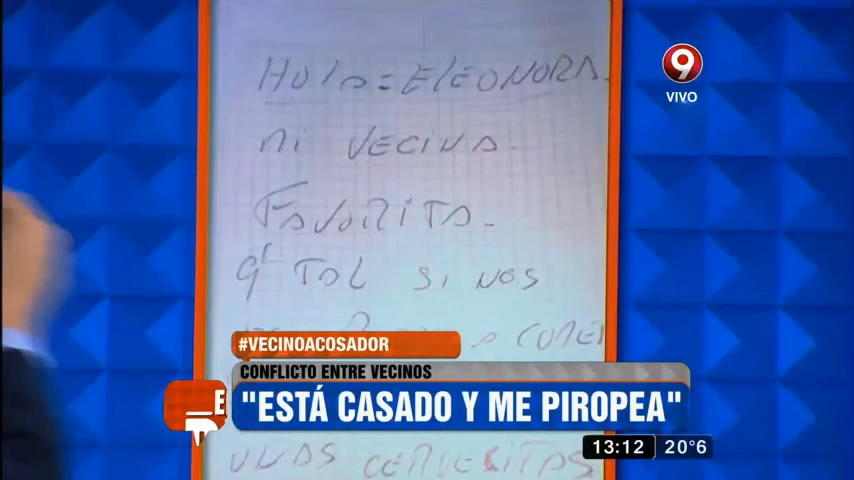 HOLA = ELEONORA.
MI VECINA
FAVORITA.
q' TAL SI NOS
A COMER
UNAS CERVECITAS
9
VIVO
#VECINOACOSADOR
CONFLICTO ENTRE VECINOS
E
"ESTÁ CASADO Y ME PIROPEA"
13:12 20°6